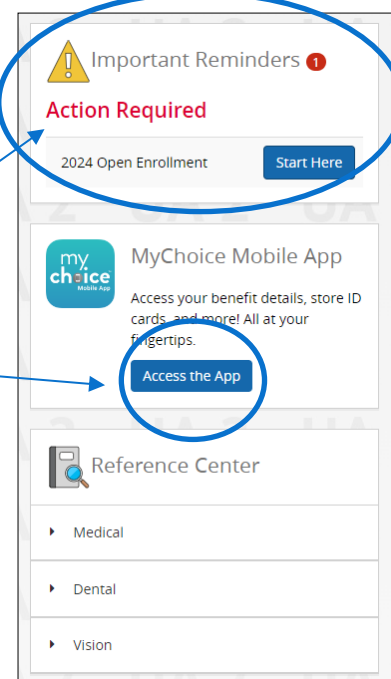 Important Reminders 1
Action Required
2024 Open Enrollment
Start Here
my
choice
Mobile App
MyChoice Mobile App
Access your benefit details, store ID
cards, and more! All at your
fingertips.
Access the App
Reference Center
Medical
Dental
Vision